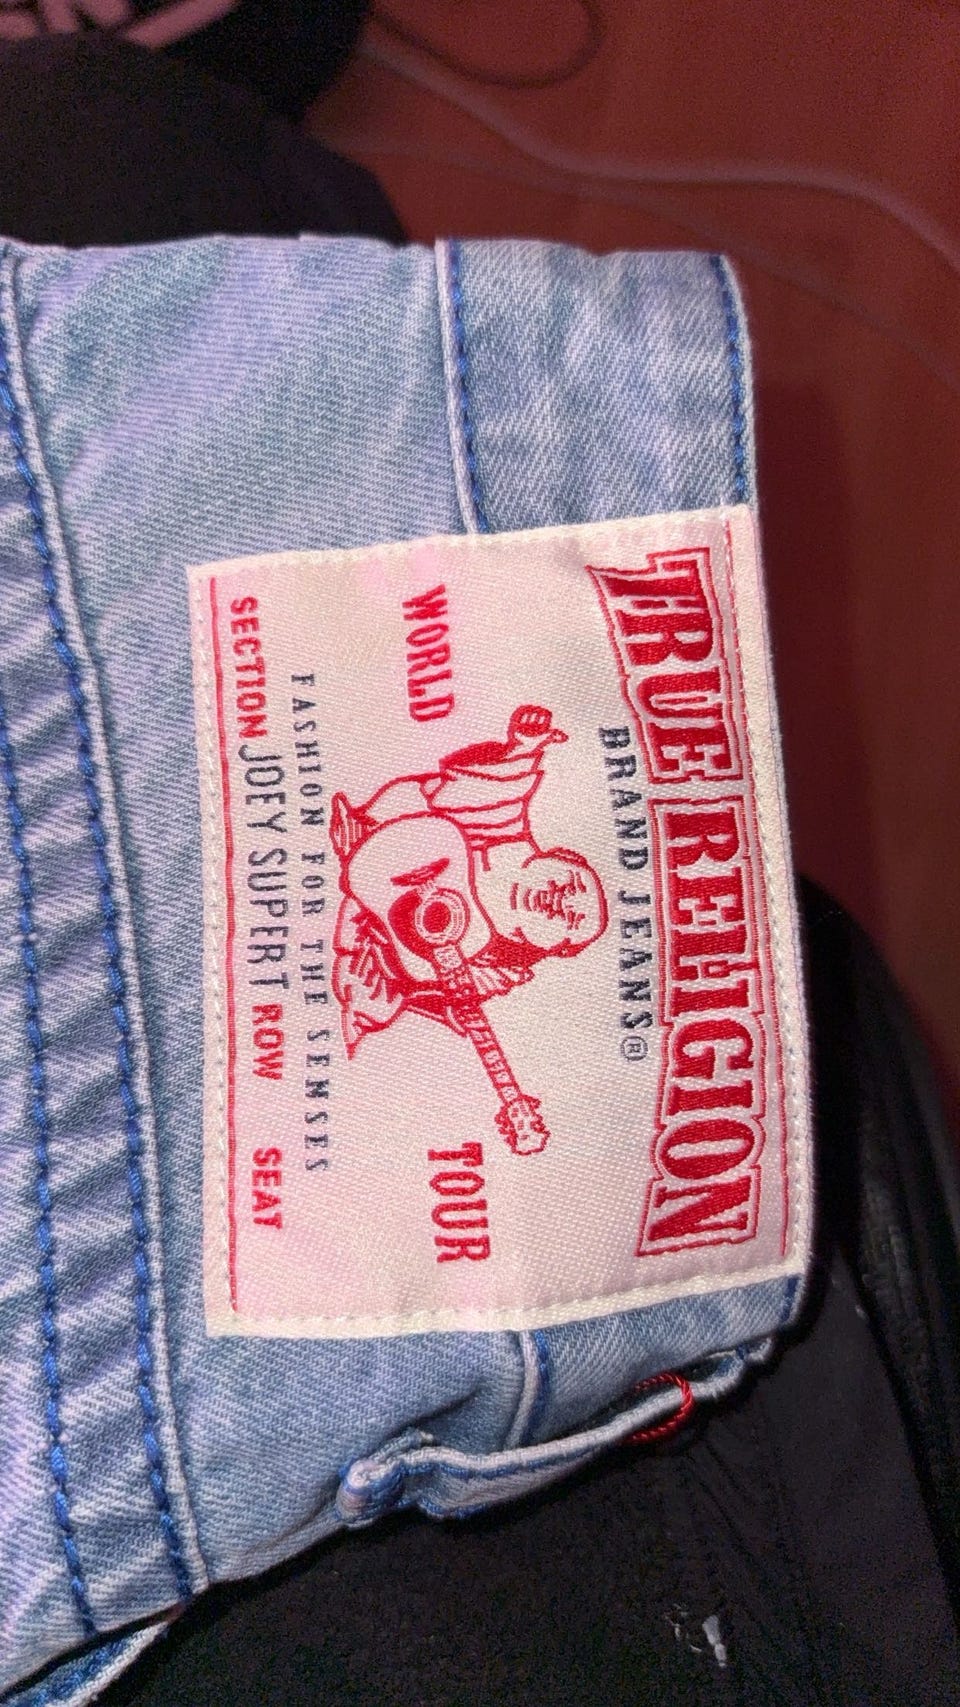 TRUE RELIGION
BRAND JEANS®
WORLD TOUR
FASHION FOR THE SENSES
SECTION JOEY SUPERT ROW SEAT